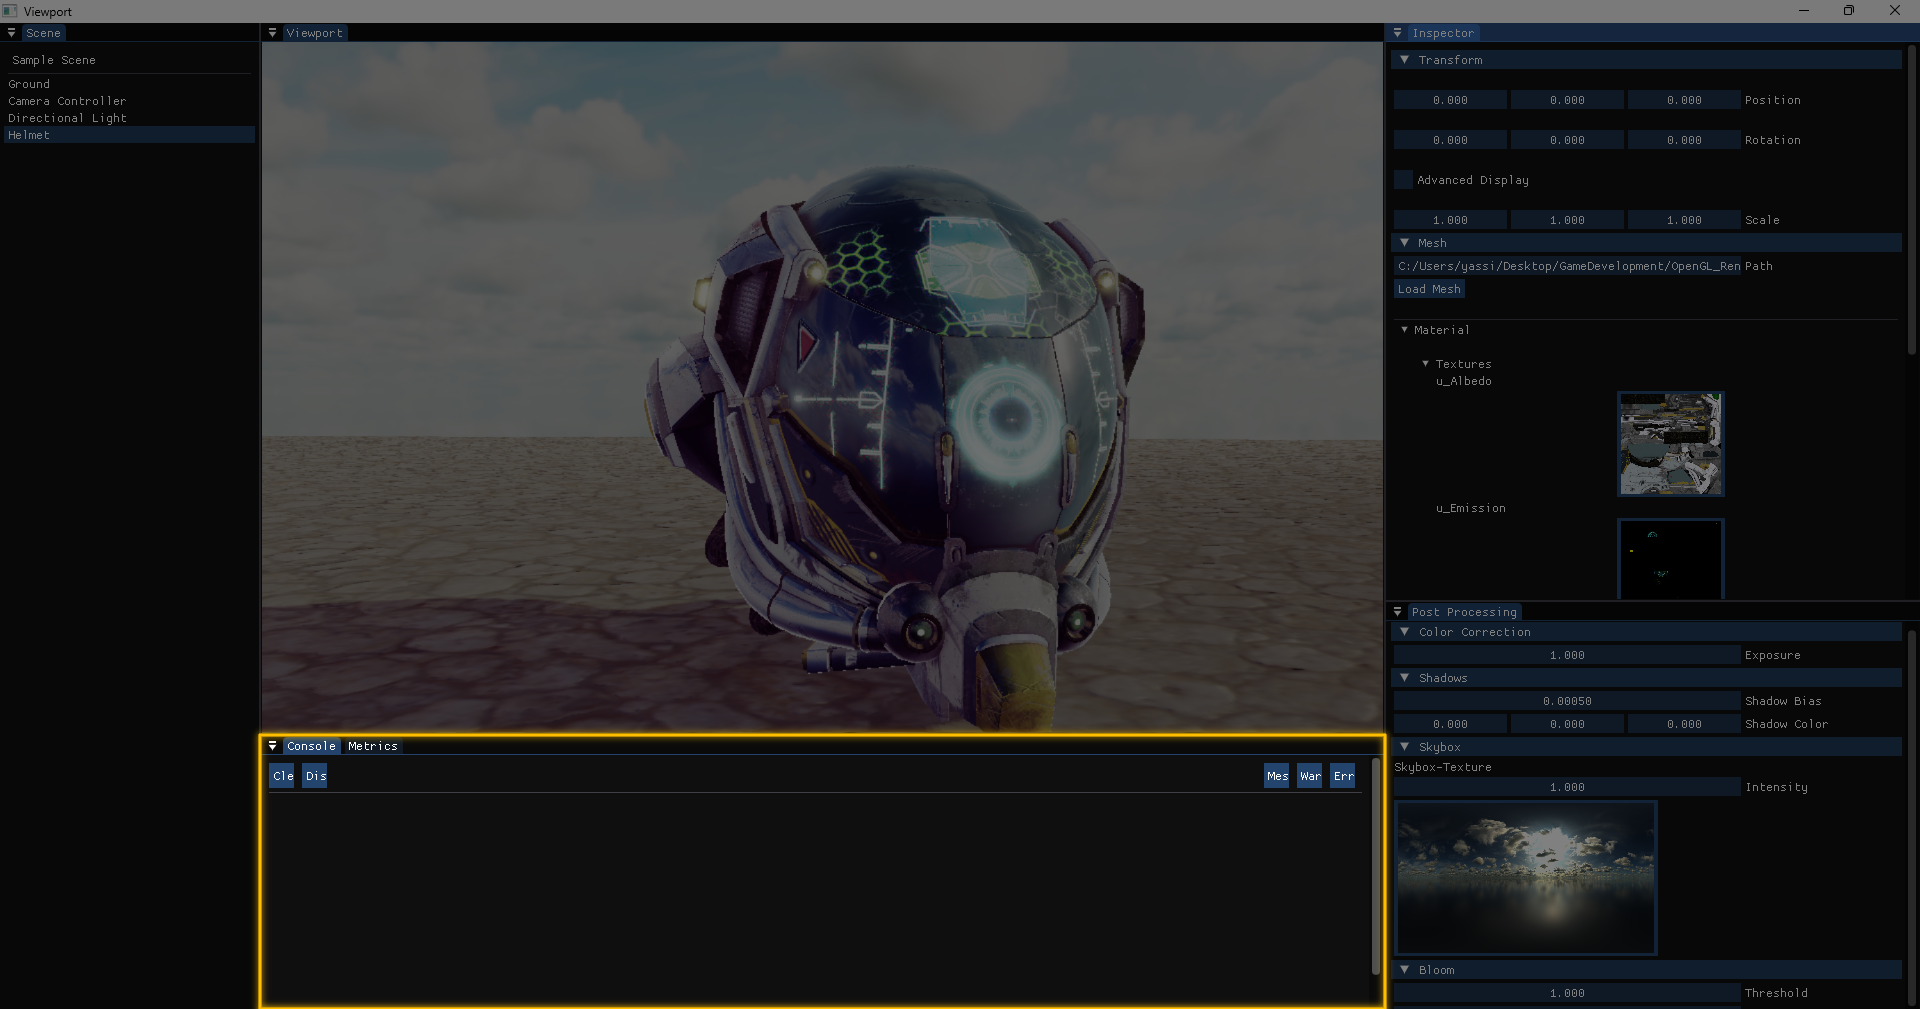 Viewport
Scene
Sample Scene
Ground
Camera Controller
Directional Light
Helmet
Viewport
Console Metrics
Cle Dis Mes War Err
Inspector
Transform
0.000 0.000 0.000 Position
0.000 0.000 0.000 Rotation
Advanced Display
1.000 1.000 1.000 Scale
Mesh
C:/Users/yassi/Desktop/GameDevelopment/OpenGL_Ren Path
Load Mesh
Material
Textures
u_Albedo
u_Emission
Post Processing
Color Correction
1.000 Exposure
Shadows
0.00050 Shadow Bias
0.000 0.000 0.000 Shadow Color
Skybox
Skybox-Texture
1.000 Intensity
Bloom
1.000 Threshold